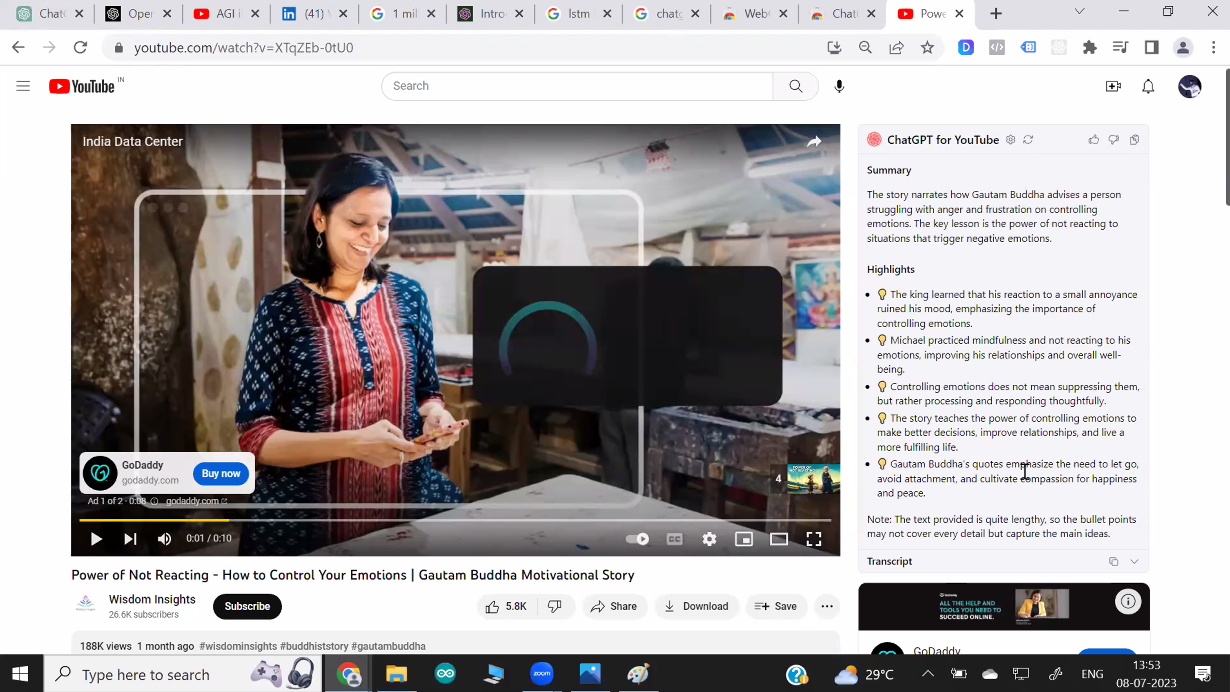 ChatG
Open
AGI i
(41) \
1 mil
Intro
lstm
chatg
Web
Chatl
Powe
youtube.com/watch?v=XTqZEb-0tU0
YouTube IN
Search
India Data Center
GoDaddy
godaddy.com
Buy now
4
Ad 1 of 2 · 0:08
godaddy.com
0:01 / 0:10
Power of Not Reacting - How to Control Your Emotions | Gautam Buddha Motivational Story
Wisdom Insights
26.6K subscribers
Subscribe
5.8K
Share
Download
Save
188K views 1 month ago #wisdominsights #buddhiststory #gautambuddha
ChatGPT for YouTube
Summary
The story narrates how Gautam Buddha advises a person
struggling with anger and frustration on controlling
emotions. The key lesson is the power of not reacting to
situations that trigger negative emotions.
Highlights
• 💡 The king learned that his reaction to a small annoyance
ruined his mood, emphasizing the importance of
controlling emotions.
• 💡 Michael practiced mindfulness and not reacting to his
emotions, improving his relationships and overall well-
being.
• 💡 Controlling emotions does not mean suppressing them,
but rather processing and responding thoughtfully.
• 💡 The story teaches the power of controlling emotions to
make better decisions, improve relationships, and live a
more fulfilling life.
• 💡 Gautam Buddha's quotes emphasize the need to let go,
avoid attachment, and cultivate compassion for happiness
and peace.
Note: The text provided is quite lengthy, so the bullet points
may not cover every detail but capture the main ideas.
Transcript
ALL THE HELP AND
TOOLS YOU NEED TO
SUCCEED ONLINE.
GoDaddy
Type here to search
zoom
29°C
ENG
13:53
08-07-2023